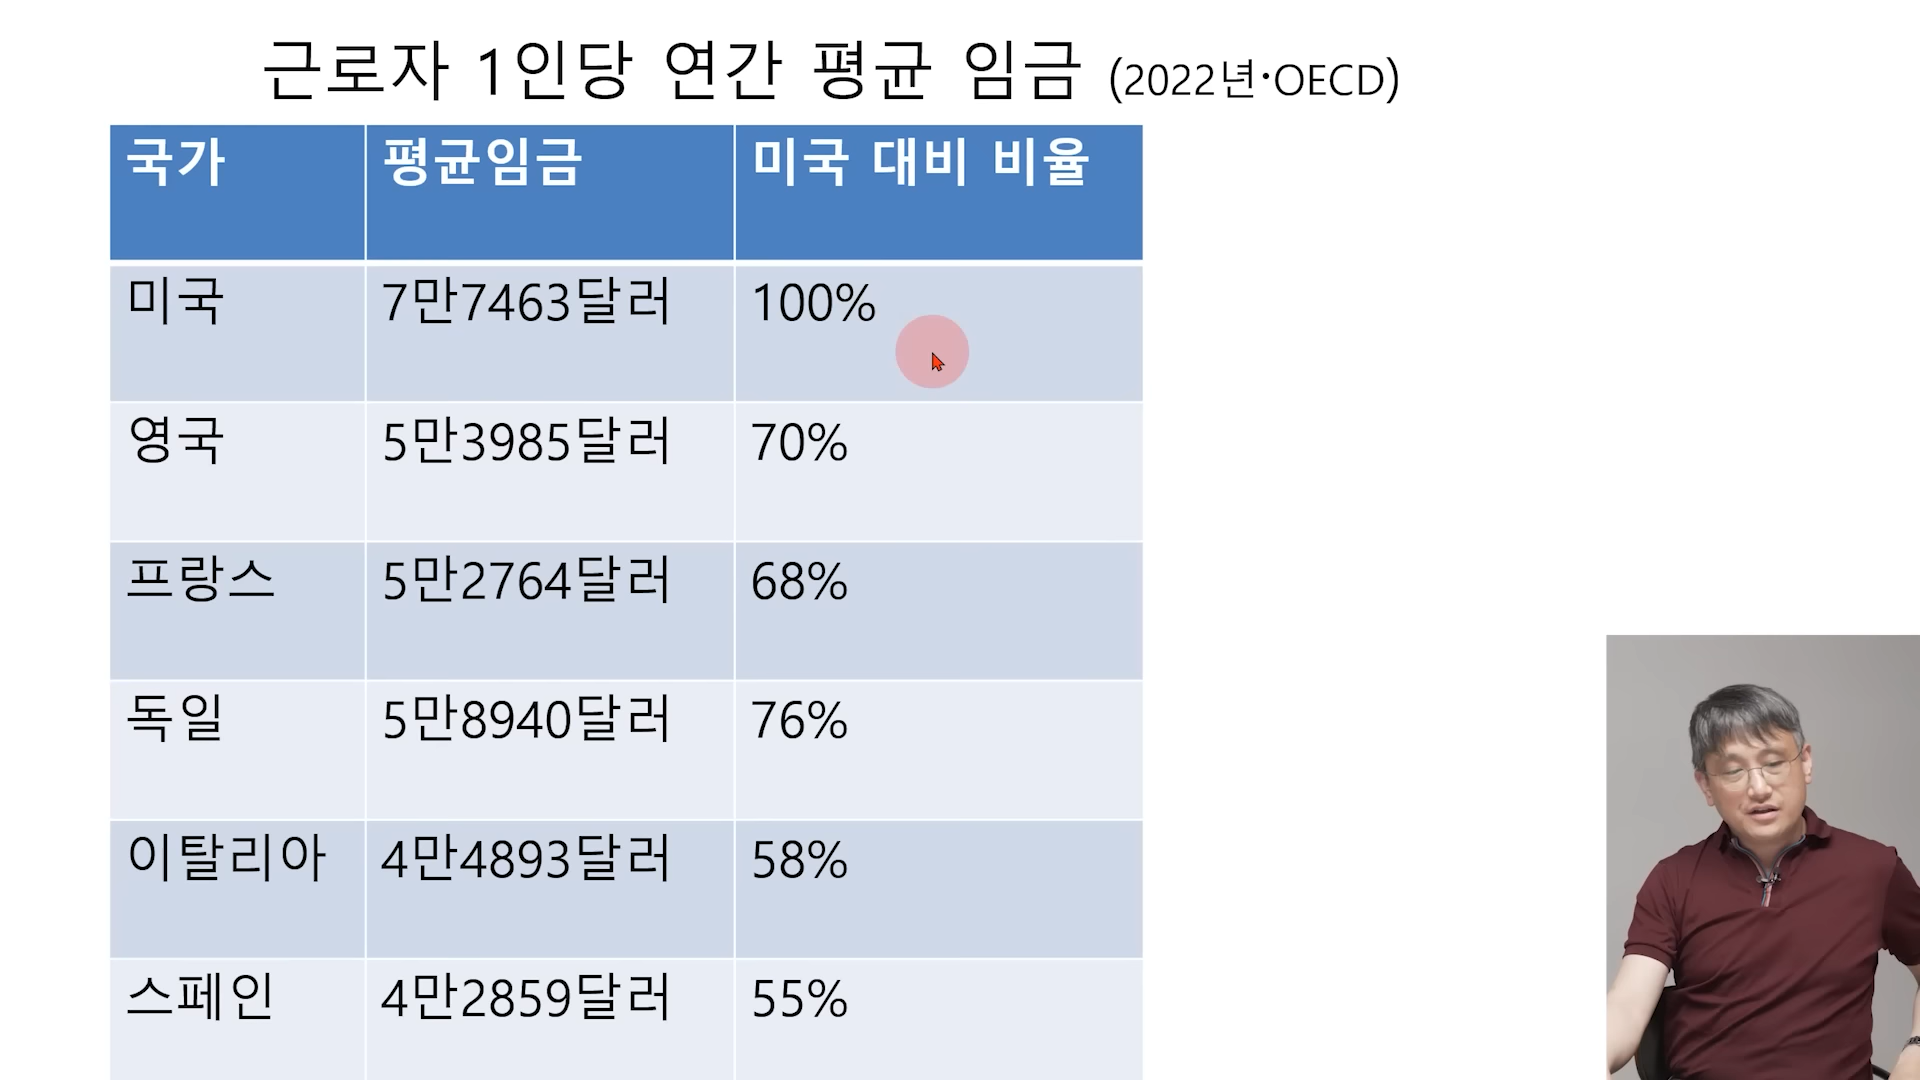 근로자 1인당 연간 평균 임금 (2022년·OECD)
국가 평균임금 미국 대비 비율
미국 7만7463달러 100%
영국 5만3985달러 70%
프랑스 5만2764달러 68%
독일 5만8940달러 76%
이탈리아 4만4893달러 58%
스페인 4만2859달러 55%